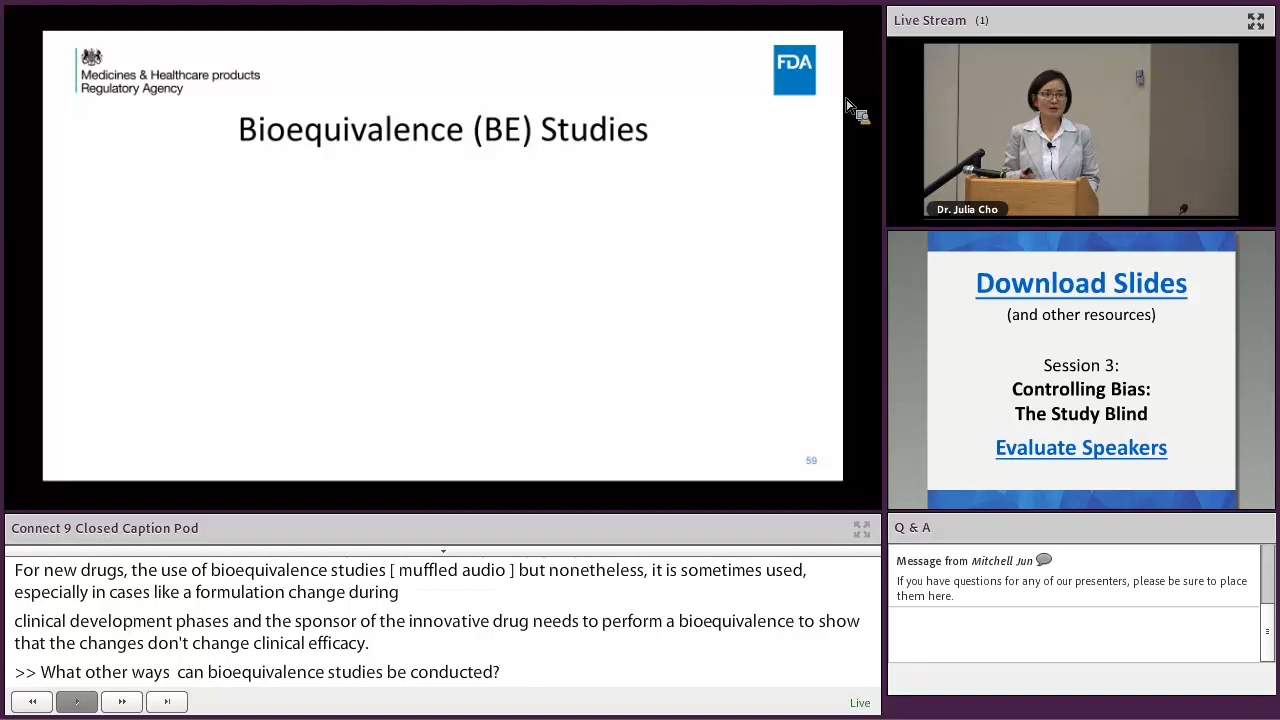 Medicines & Healthcare products
Regulatory Agency
FDA
Bioequivalence (BE) Studies
59
Live Stream (1)
Dr. Julia Cho
Download Slides
(and other resources)
Session 3:
Controlling Bias:
The Study Blind
Evaluate Speakers
Connect 9 Closed Caption Pod
For new drugs, the use of bioequivalence studies [ muffled audio ] but nonetheless, it is sometimes used,
especially in cases like a formulation change during
clinical development phases and the sponsor of the innovative drug needs to perform a bioequivalence to show
that the changes don't change clinical efficacy.
>> What other ways can bioequivalence studies be conducted?
Live
Q & A
Message from Mitchell Jun
If you have questions for any of our presenters, please be sure to place
them here.